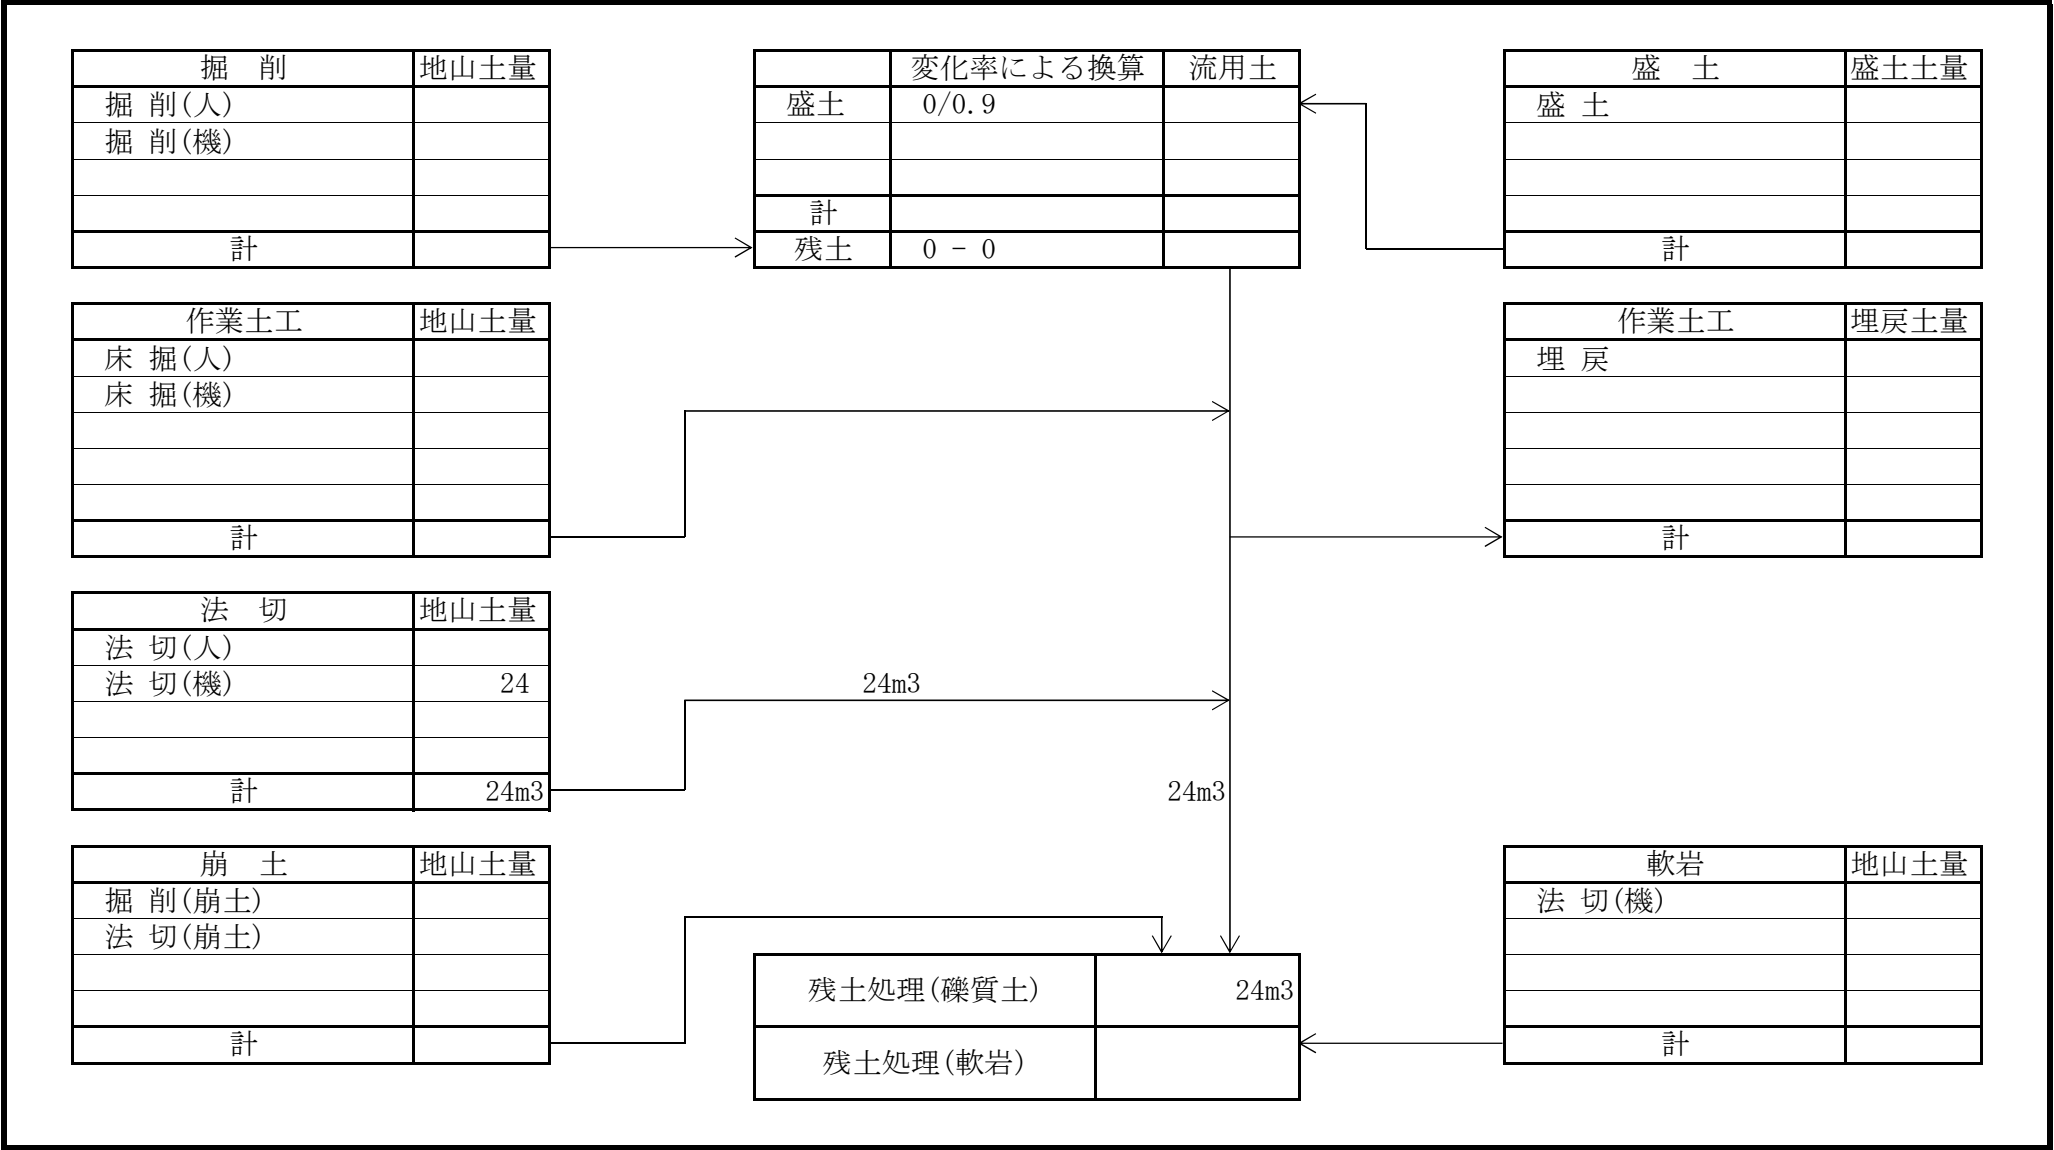 掘 削 地山土量
掘 削(人)
掘 削(機)
計
変化率による換算 流用土
盛土 0/0.9
計
残土 0 - 0
盛 土 盛土土量
盛 土
計
作業土工 地山土量
床 掘(人)
床 掘(機)
計
作業土工 埋戻土量
埋 戻
計
法 切 地山土量
法 切(人)
法 切(機) 24
計 24m3
24m3
24m3
崩 土 地山土量
掘 削(崩土)
法 切(崩土)
計
残土処理(礫質土) 24m3
残土処理(軟岩)
軟岩 地山土量
法 切(機)
計